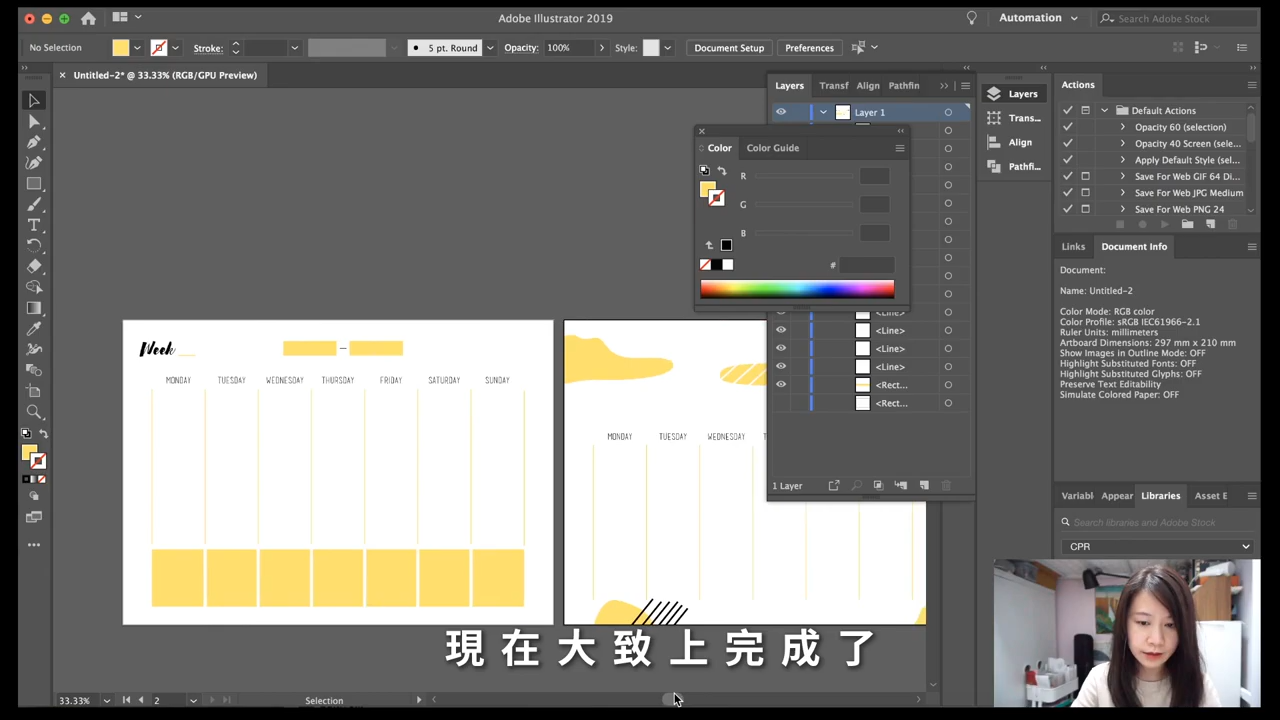 Adobe Illustrator 2019
Automation
Search Adobe Stock
No Selection
Stroke:
5 pt. Round
Opacity: 100%
Style:
Document Setup
Preferences
Untitled-2* @ 33.33% (RGB/GPU Preview)
Layers
Transf
Align
Pathfin
Layer 1
Color
Color Guide
R
G
B
#
<Line>
<Line>
<Line>
<Line>
<Rect...
<Rect...
1 Layer
Layers
Trans...
Align
Pathfi...
Actions
Default Actions
Opacity 60 (selection)
Opacity 40 Screen (sele...
Apply Default Style (sel...
Save For Web GIF 64 Di...
Save For Web JPG Medium
Save For Web PNG 24
Links
Document Info
Document:
Name: Untitled-2
Color Mode: RGB color
Color Profile: sRGB IEC61966-2.1
Ruler Units: millimeters
Artboard Dimensions: 297 mm x 210 mm
Show Images in Outline Mode: OFF
Highlight Substituted Fonts: OFF
Highlight Substituted Glyphs: OFF
Preserve Text Editability
Simulate Colored Paper: OFF
Variabl
Appear
Libraries
Asset E
Search libraries and Adobe Stock
CPR
Week
MONDAY TUESDAY WEDNESDAY THURSDAY FRIDAY SATURDAY SUNDAY
MONDAY TUESDAY WEDNESDAY
現在大致上完成了
33.33%
2
Selection